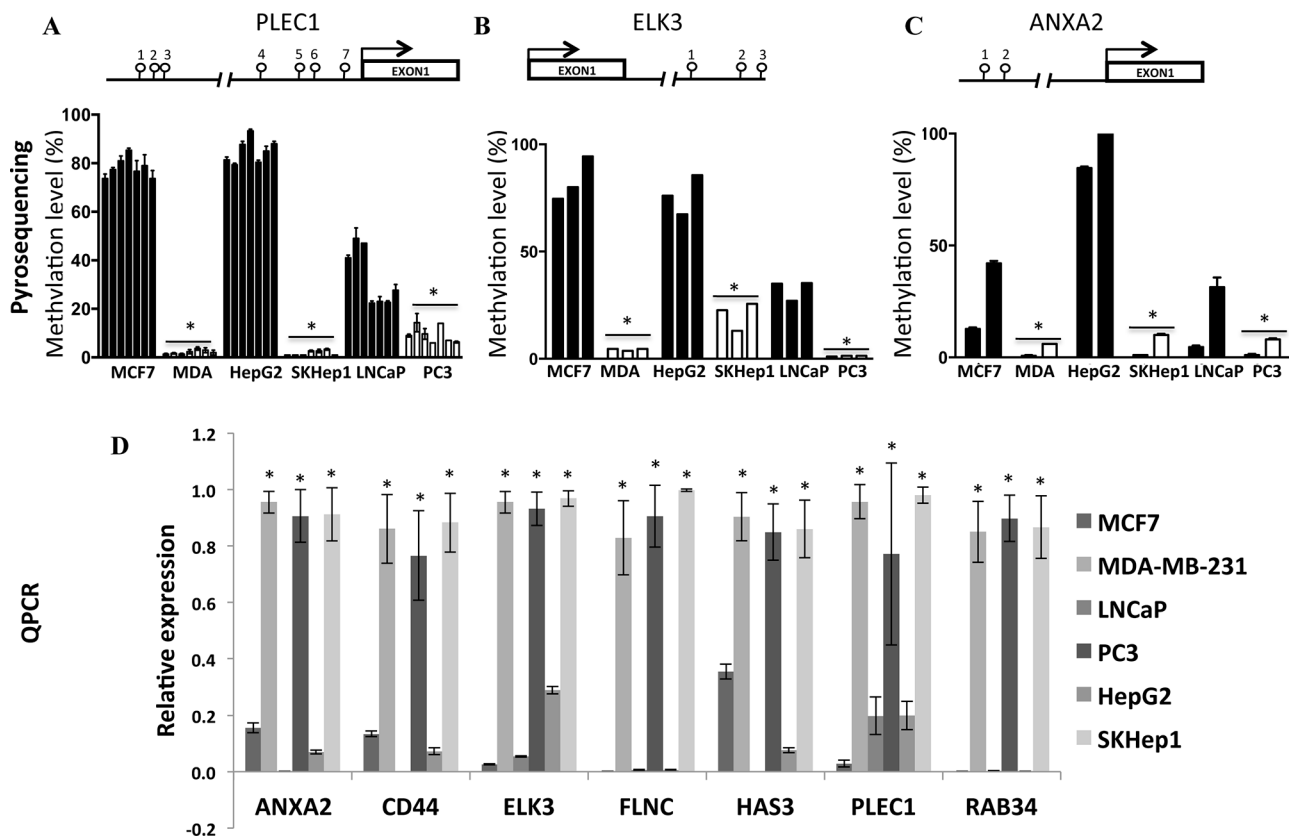 A PLEC1 B ELK3 C ANXA2
1 2 3 4 5 6 7
EXON1
EXON1
1 2 3
1 2
EXON1
Pyrosequencing
Methylation level (%)
100
80
60
40
20
0
* * *
MCF7 MDA HepG2 SKHep1 LNCaP PC3
Methylation level (%)
100
50
0
* * *
MCF7 MDA HepG2 SKHep1 LNCaP PC3
Methylation level (%)
100
50
0
* * *
MCF7 MDA HepG2 SKHep1 LNCaP PC3
D
QPCR
Relative expression
1.2
1.0
0.8
0.6
0.4
0.2
0.0
-0.2
* * * * * * * * * * * * * * * * * * * * *
ANXA2 CD44 ELK3 FLNC HAS3 PLEC1 RAB34
MCF7
MDA-MB-231
LNCaP
PC3
HepG2
SKHep1